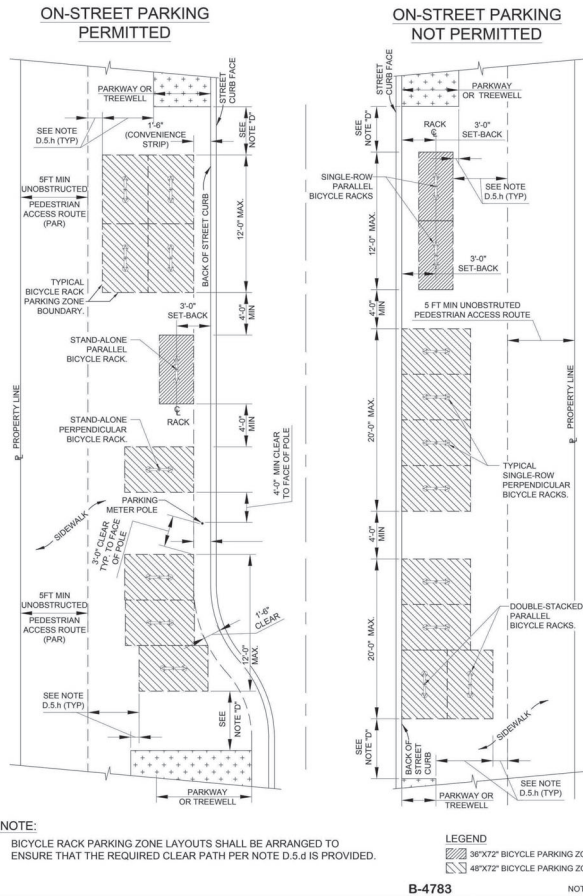 ON-STREET PARKING
PERMITTED
PARKWAY OR
TREEWELL
STREET
CURB FACE
SEE NOTE
D.5.h (TYP)
1'-6"
(CONVENIENCE
STRIP)
SEE
NOTE "D"
5FT MIN
UNOBSTRUCTED
PEDESTRIAN
ACCESS ROUTE
(PAR)
BACK OF STREET CURB
12'-0" MAX.
TYPICAL
BICYCLE RACK
PARKING ZONE
BOUNDARY.
3'-0"
SET-BACK
4'-0"
MIN
STAND-ALONE
PARALLEL
BICYCLE RACK.
℄
RACK
4'-0"
MIN
PROPERTY LINE
STAND-ALONE
PERPENDICULAR
BICYCLE RACK.
4'-0" MIN CLEAR
TO FACE OF POLE
PARKING
METER POLE
SIDEWALK
3'-0" CLEAR
TYP. TO FACE
OF POLE
5FT MIN
UNOBSTRUCTED
PEDESTRIAN
ACCESS ROUTE
(PAR)
1'-6"
CLEAR
12'-0"
MAX.
SEE NOTE
D.5.h (TYP)
SEE
NOTE "D"
PARKWAY
OR TREEWELL
ON-STREET PARKING
NOT PERMITTED
STREET
CURB FACE
PARKWAY
OR TREEWELL
SEE
NOTE "D"
RACK
℄
3'-0"
SET-BACK
SINGLE-ROW
PARALLEL
BICYCLE RACKS
SEE NOTE
D.5.h (TYP)
12'-0" MAX.
3'-0"
SET-BACK
4'-0"
MIN
5 FT MIN UNOBSTRUTED
PEDESTRIAN ACCESS ROUTE
20'-0" MAX.
PROPERTY LINE
TYPICAL
SINGLE-ROW
PERPENDICULAR
BICYCLE RACKS.
4'-0"
MIN
20'-0" MAX.
DOUBLE-STACKED
PARALLEL
BICYCLE RACKS.
SIDEWALK
SEE
NOTE "D"
BACK OF
STREET
CURB
SEE NOTE
D.5.h (TYP)
PARKWAY OR
TREEWELL
NOTE:
BICYCLE RACK PARKING ZONE LAYOUTS SHALL BE ARRANGED TO
ENSURE THAT THE REQUIRED CLEAR PATH PER NOTE D.5.d IS PROVIDED.
LEGEND
36"X72" BICYCLE PARKING ZO
48"X72" BICYCLE PARKING ZO
B-4783
NOT